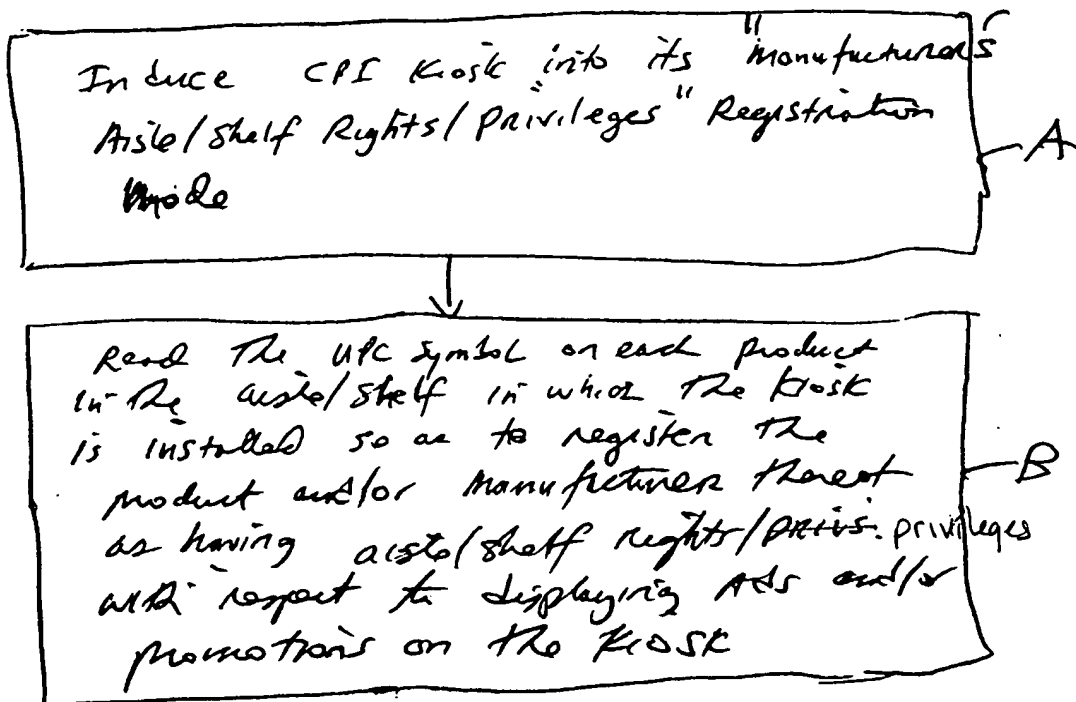 Induce CPI Kiosk into its "Manufacturers'
Aisle/Shelf Rights/Privileges" Registration
Mode
A
Read the UPC symbol on each product
in the aisle/shelf in which the kiosk
is installed so as to register the
product and/or manufacturer thereof
as having aisle/shelf rights/privs. privileges
with respect to displaying Ads and/or
promotions on the kiosk
B